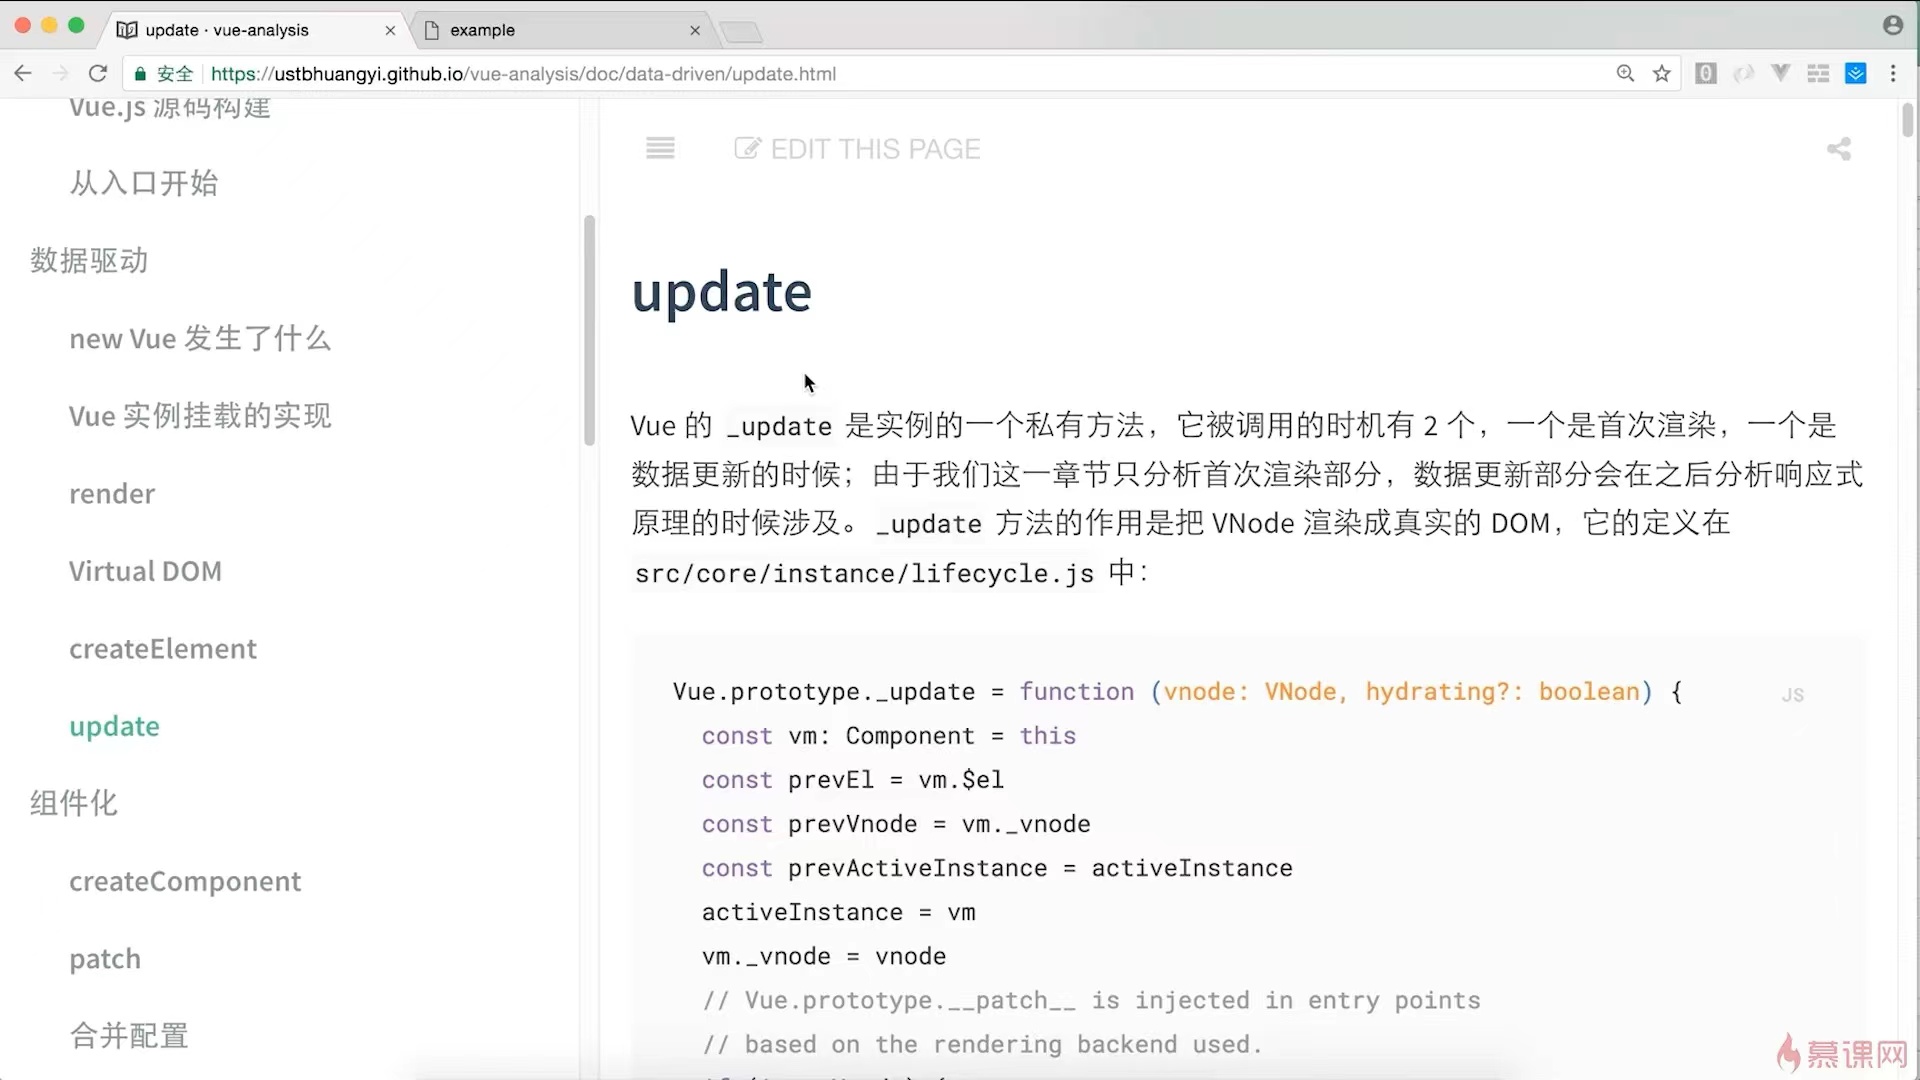 update · vue-analysis
example
安全 https://ustbhuangyi.github.io/vue-analysis/doc/data-driven/update.html
Vue.js 源码构建
从入口开始
数据驱动
new Vue 发生了什么
Vue 实例挂载的实现
render
Virtual DOM
createElement
update
组件化
createComponent
patch
合并配置
EDIT THIS PAGE
update
Vue 的 _update 是实例的一个私有方法，它被调用的时机有 2 个，一个是首次渲染，一个是
数据更新的时候；由于我们这一章节只分析首次渲染部分，数据更新部分会在之后分析响应式
原理的时候涉及。_update 方法的作用是把 VNode 渲染成真实的 DOM，它的定义在
src/core/instance/lifecycle.js 中：
JS
Vue.prototype._update = function (vnode: VNode, hydrating?: boolean) {
const vm: Component = this
const prevEl = vm.$el
const prevVnode = vm._vnode
const prevActiveInstance = activeInstance
activeInstance = vm
vm._vnode = vnode
// Vue.prototype.__patch__ is injected in entry points
// based on the rendering backend used.
慕课网